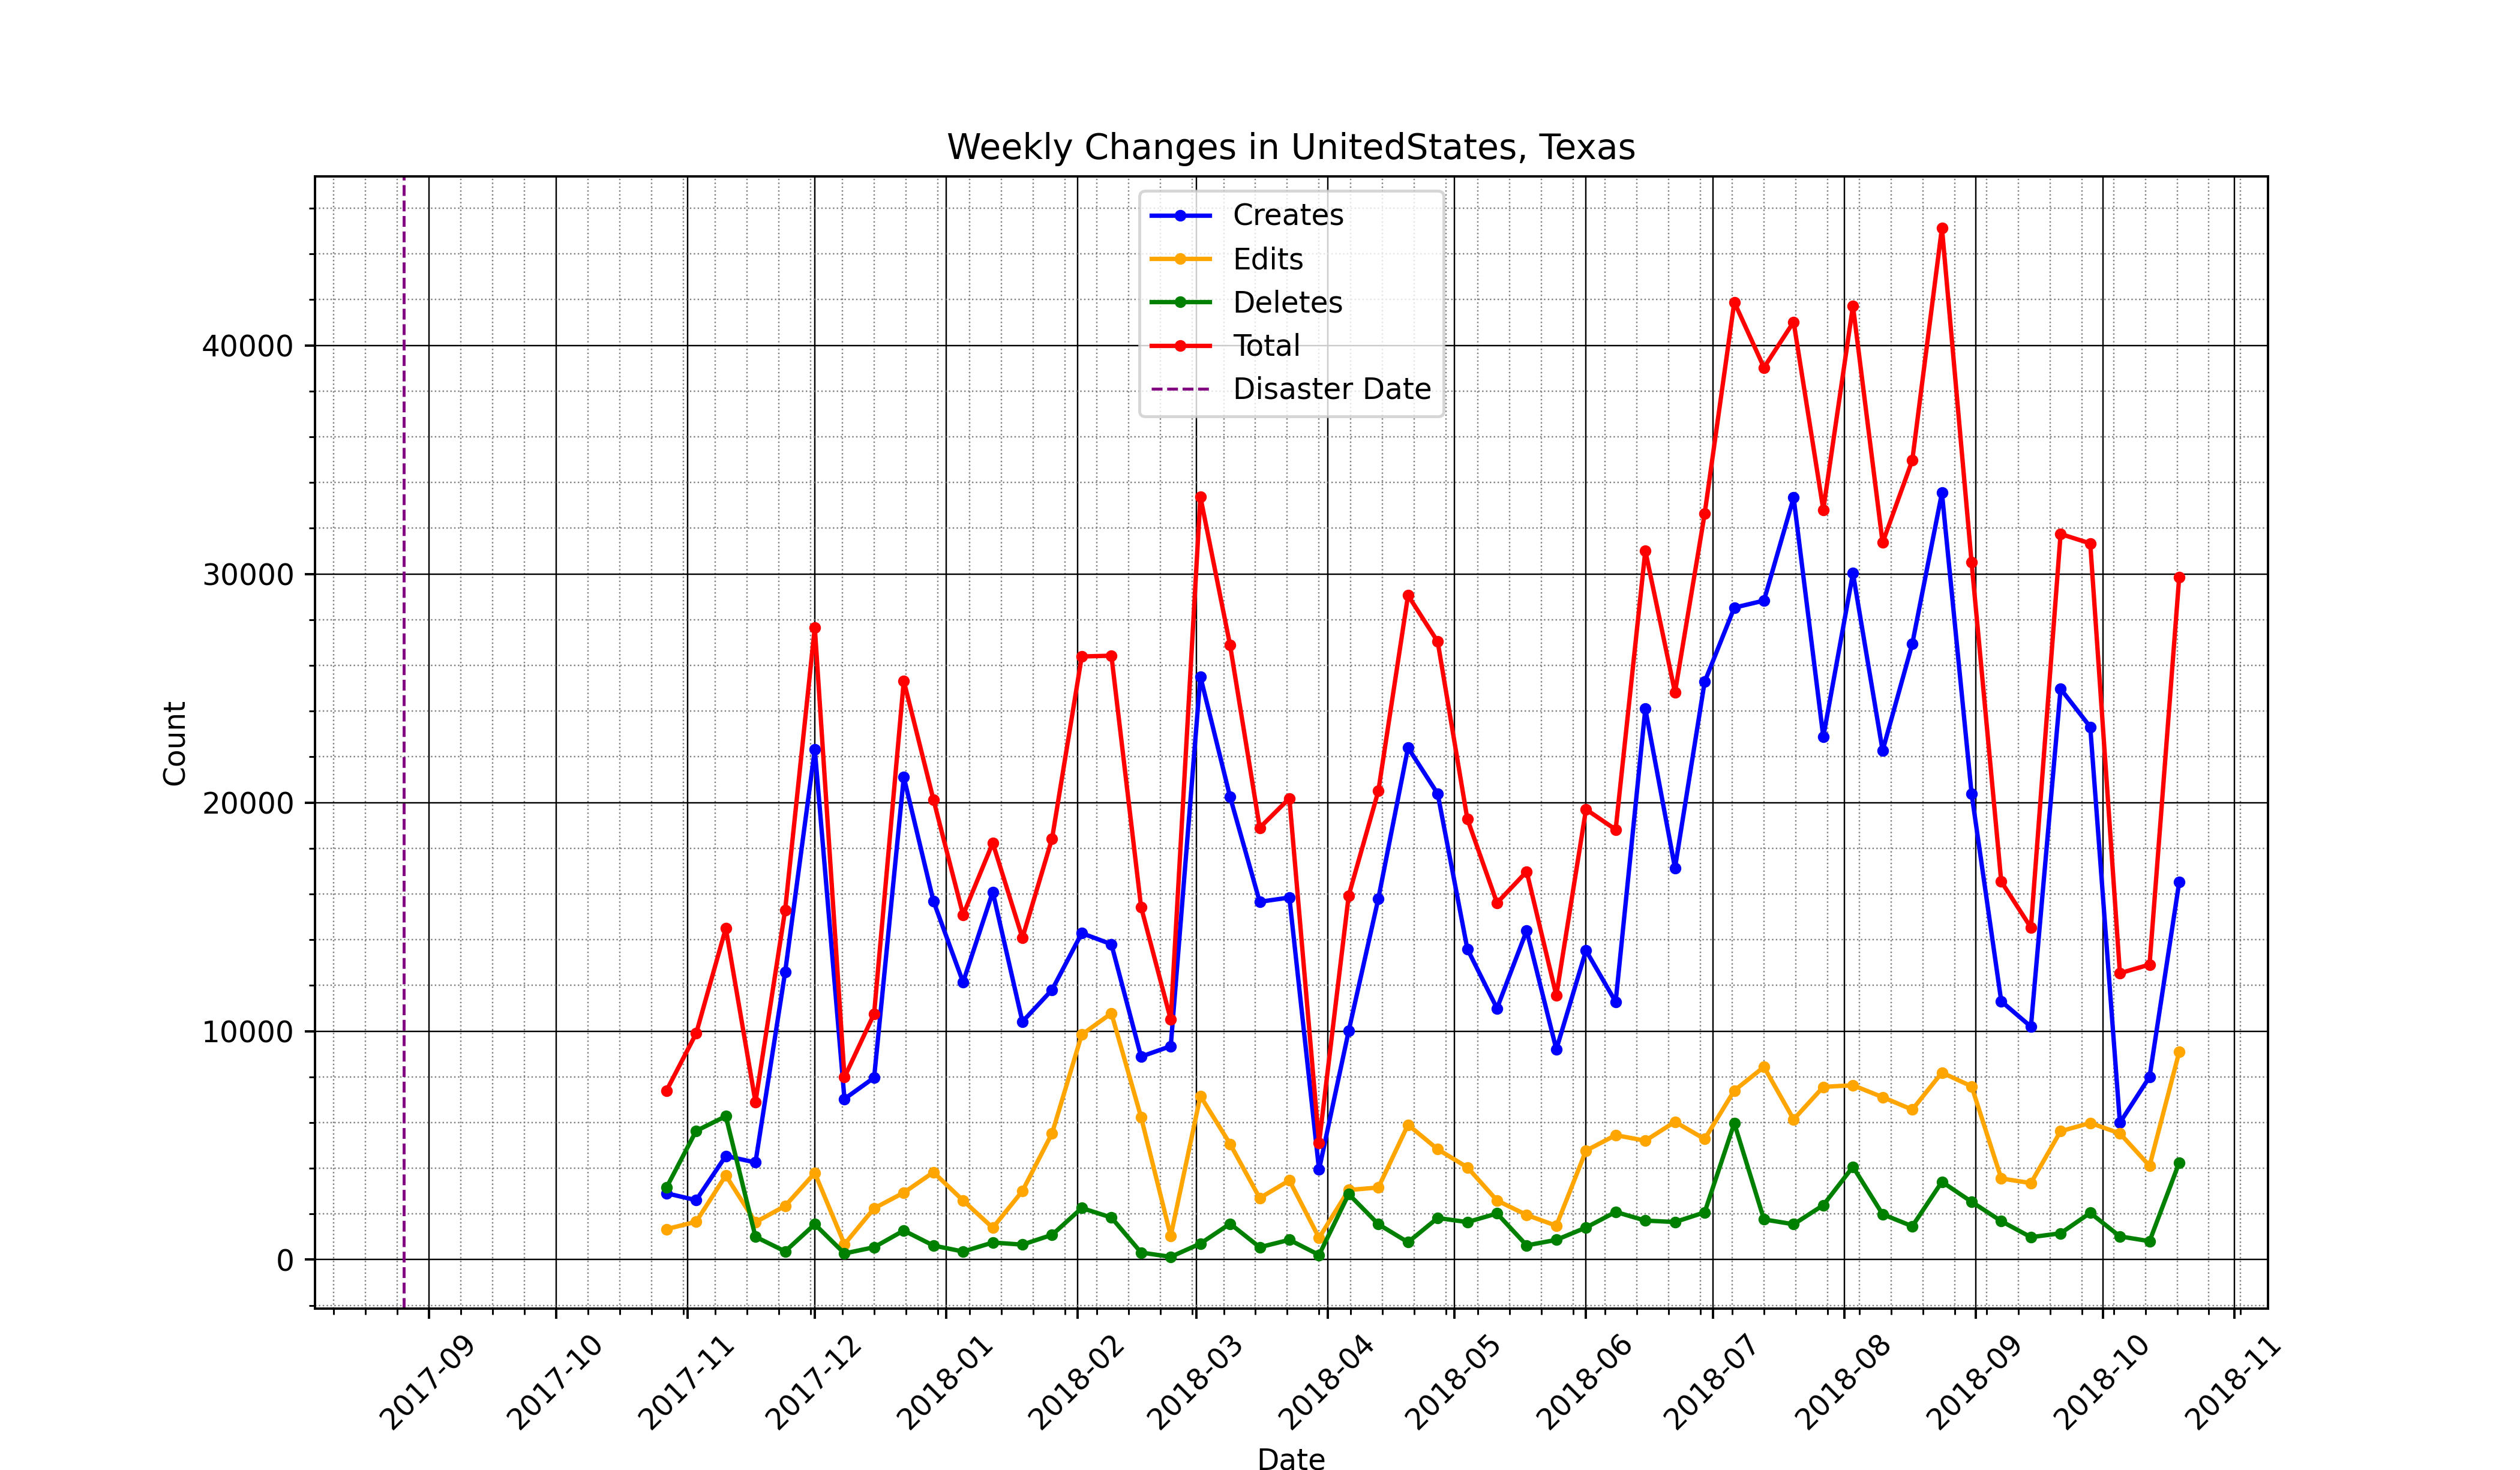 Weekly Changes in UnitedStates, Texas
Creates
Edits
Deletes
Total
Disaster Date
40000
30000
20000
10000
0
Count
2017-09
2017-10
2017-11
2017-12
2018-01
2018-02
2018-03
2018-04
2018-05
2018-06
2018-07
2018-08
2018-09
2018-10
2018-11
Date